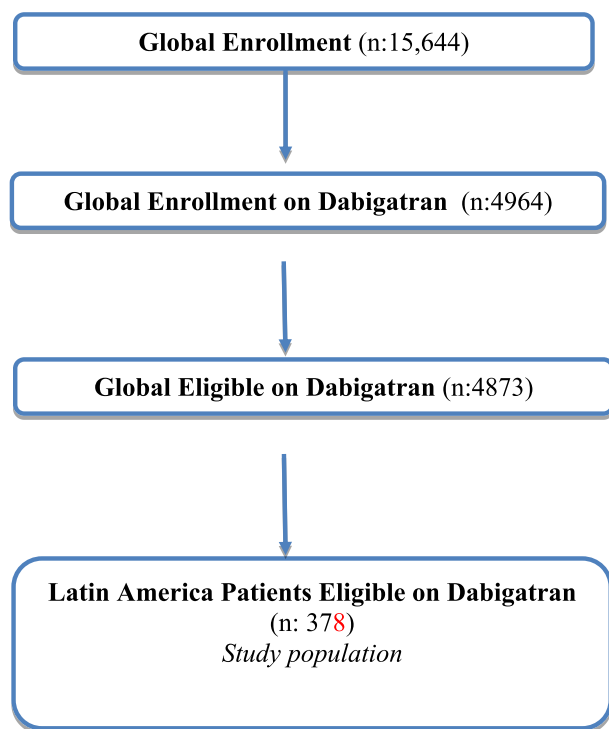 Global Enrollment (n:15,644)
Global Enrollment on Dabigatran (n:4964)
Global Eligible on Dabigatran (n:4873)
Latin America Patients Eligible on Dabigatran
(n: 378)
Study population